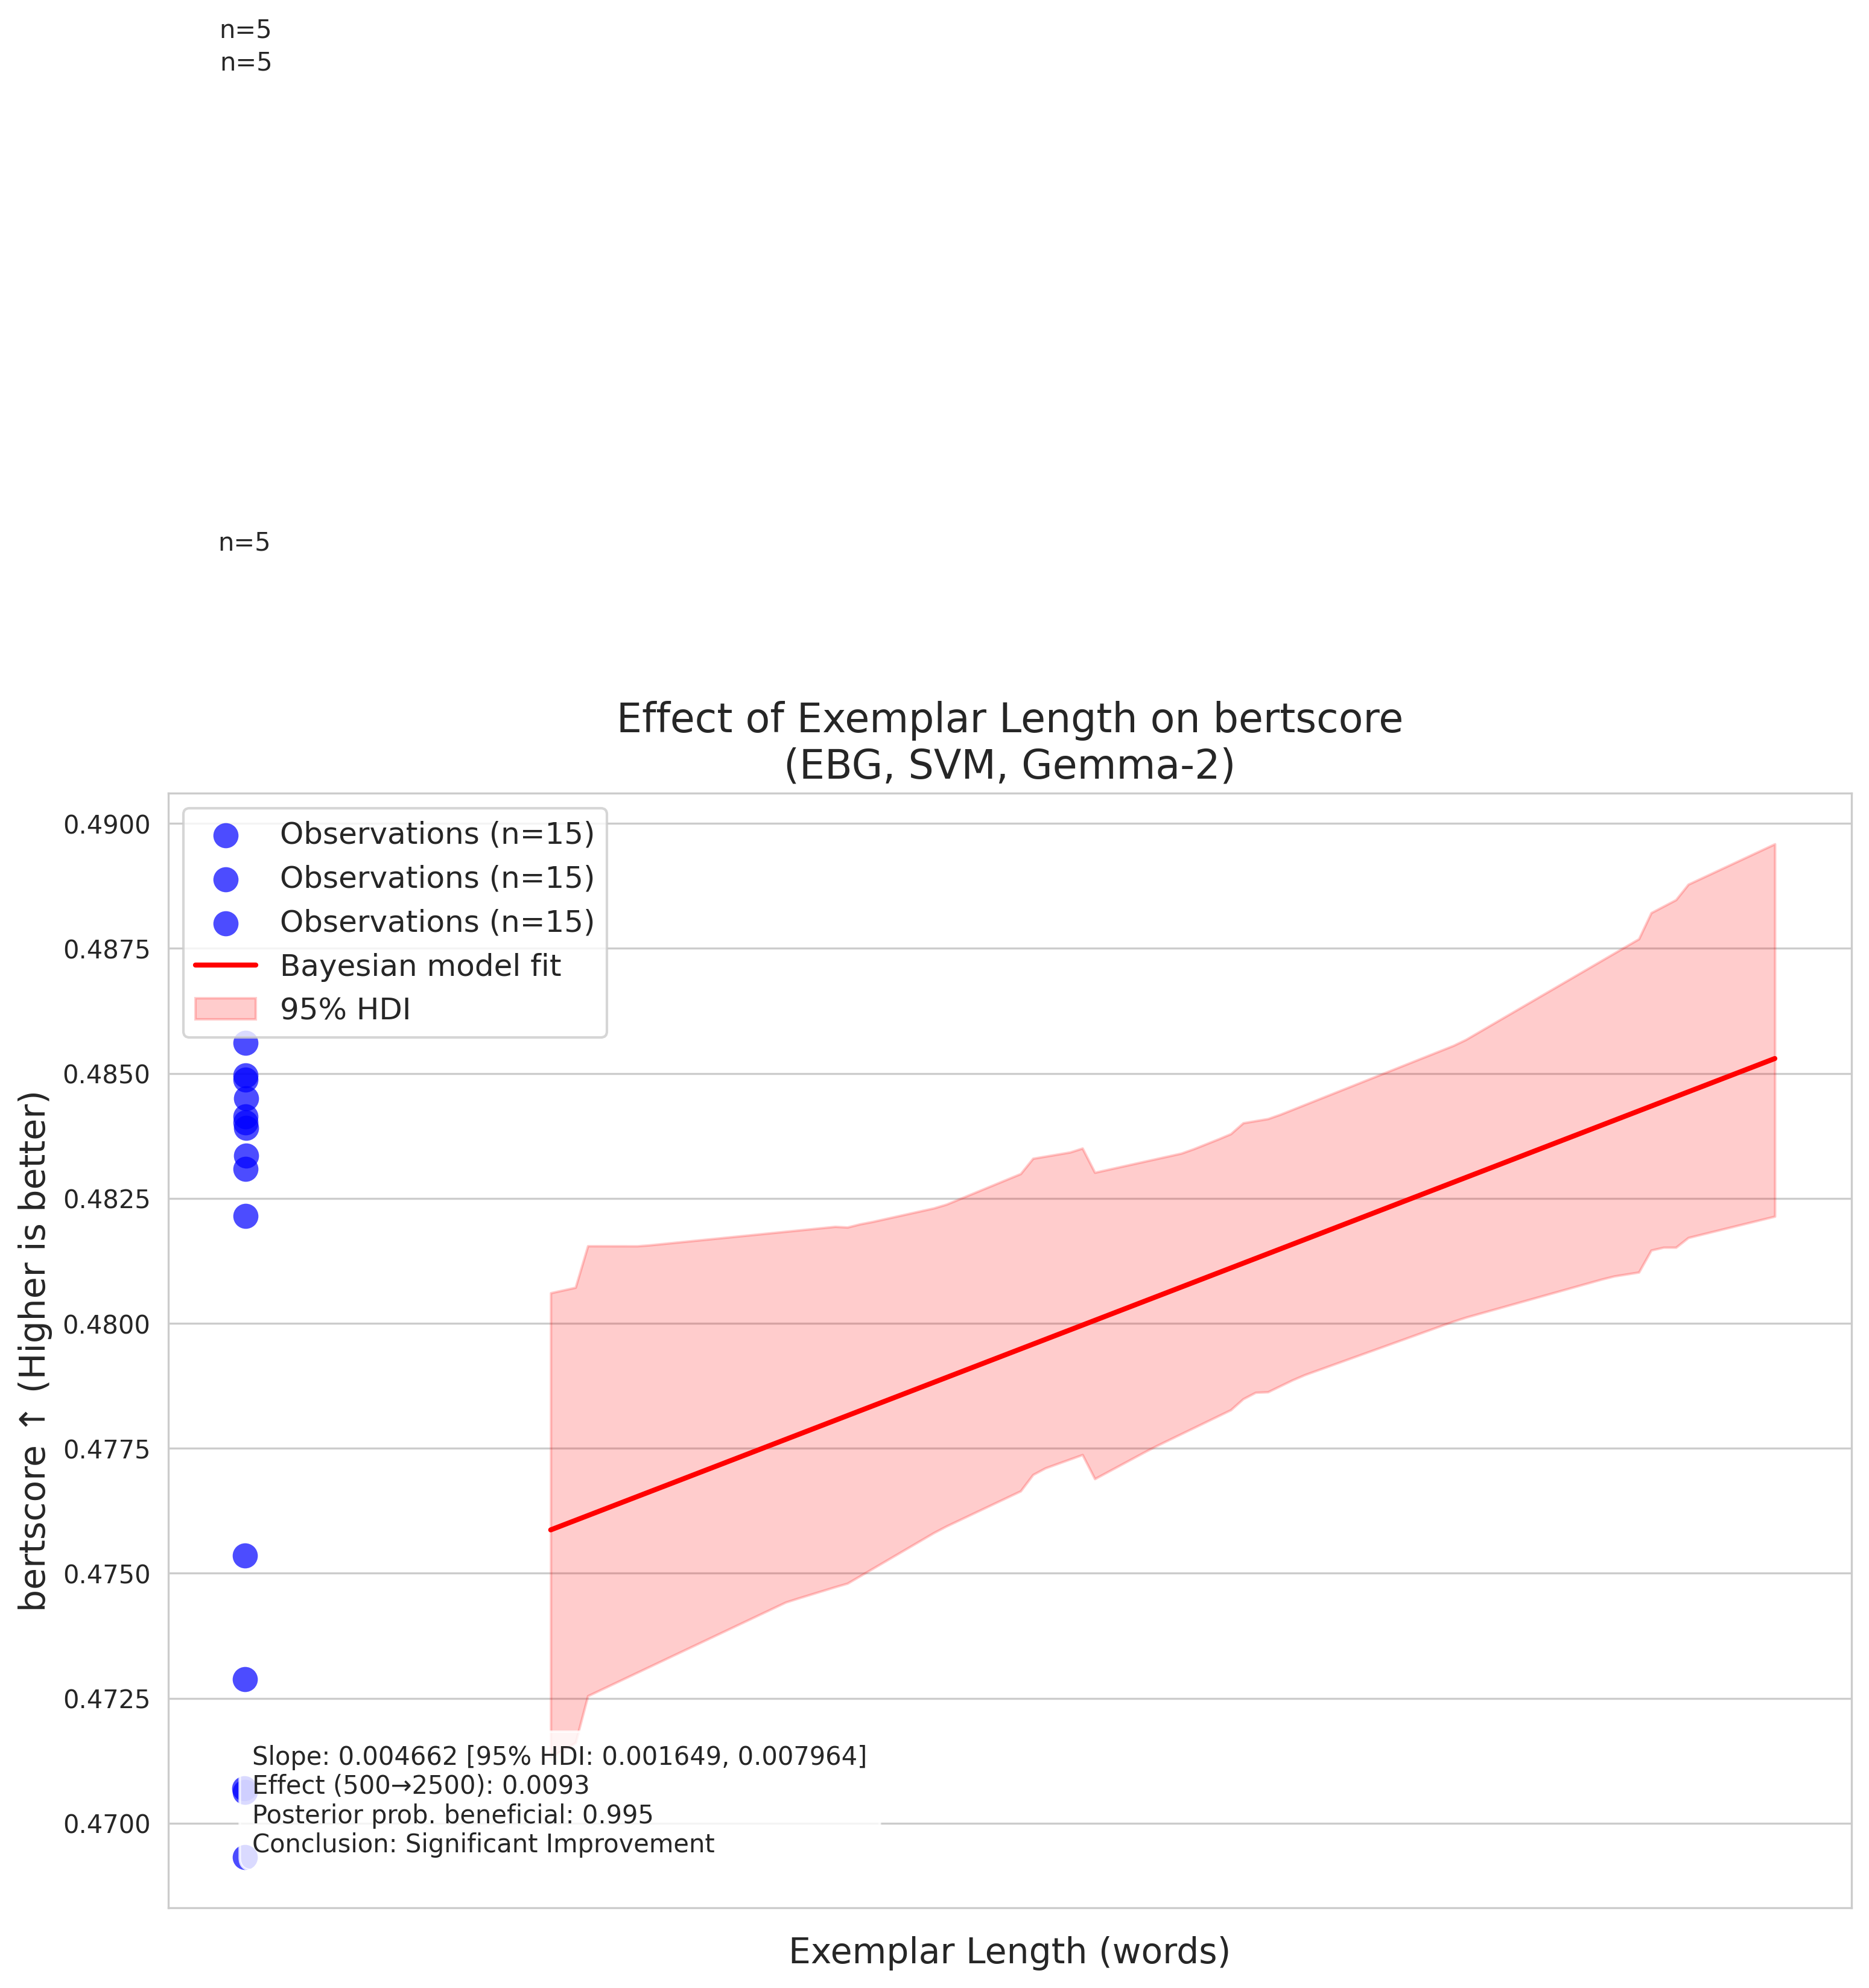 n=5
n=5
n=5
Effect of Exemplar Length on bertscore
(EBG, SVM, Gemma-2)
Observations (n=15)
Observations (n=15)
Observations (n=15)
Bayesian model fit
95% HDI
0.4900
0.4875
0.4850
0.4825
0.4800
0.4775
0.4750
0.4725
0.4700
bertscore ↑ (Higher is better)
Slope: 0.004662 [95% HDI: 0.001649, 0.007964]
Effect (500→2500): 0.0093
Posterior prob. beneficial: 0.995
Conclusion: Significant Improvement
Exemplar Length (words)